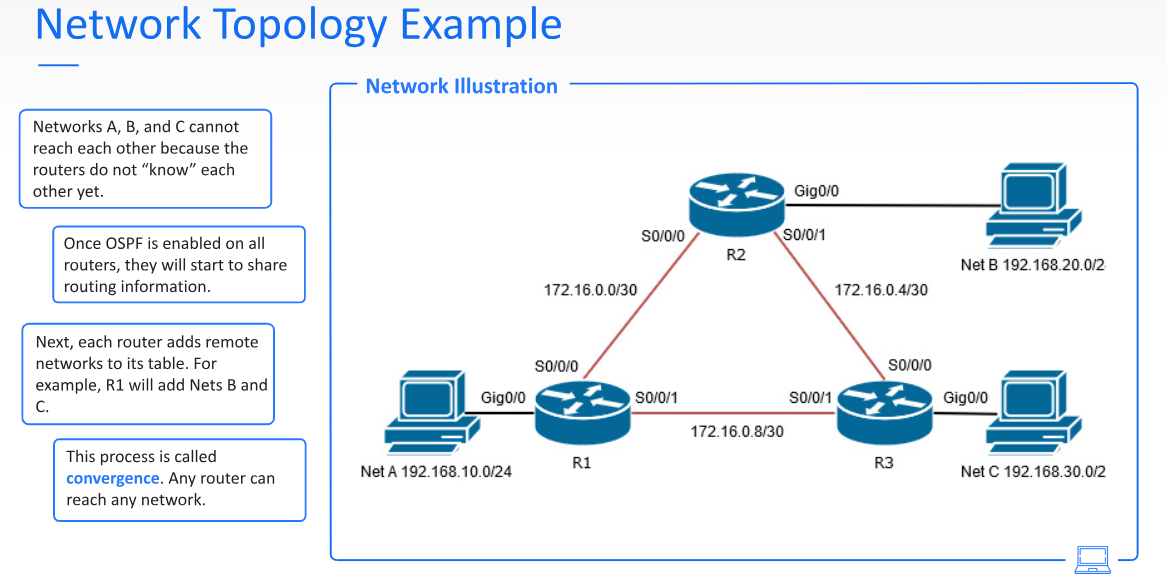 Network Topology Example
Network Illustration
Networks A, B, and C cannot
reach each other because the
routers do not “know” each
other yet.
Once OSPF is enabled on all
routers, they will start to share
routing information.
Next, each router adds remote
networks to its table. For
example, R1 will add Nets B and
C.
This process is called
convergence. Any router can
reach any network.
Gig0/0
S0/0/0
S0/0/1
R2
Net B 192.168.20.0/2
172.16.0.0/30
172.16.0.4/30
S0/0/0
S0/0/0
Gig0/0
S0/0/1
S0/0/1
Gig0/0
172.16.0.8/30
R1
R3
Net A 192.168.10.0/24
Net C 192.168.30.0/2